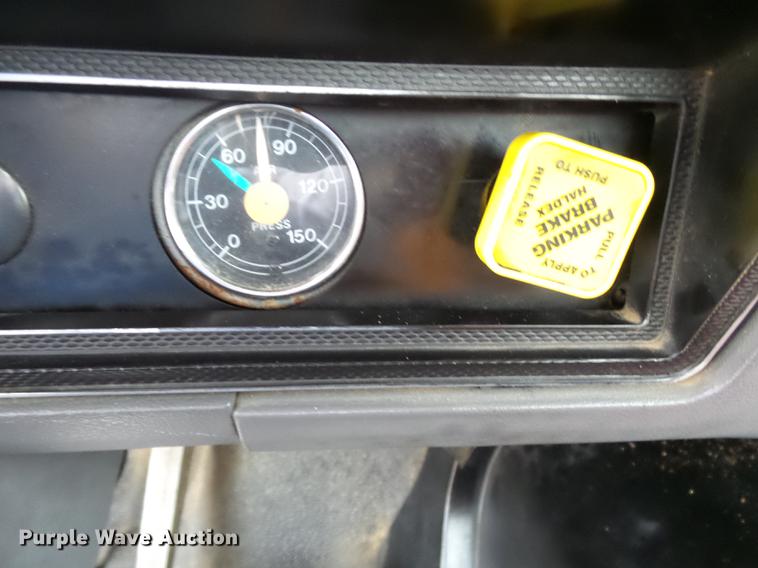 60
90
AIR
30
120
PRESS
0
150
PUSH TO
RELEASE
HALDEX
BRAKE
PARKING
PULL
TO APPLY
Purple Wave Auction